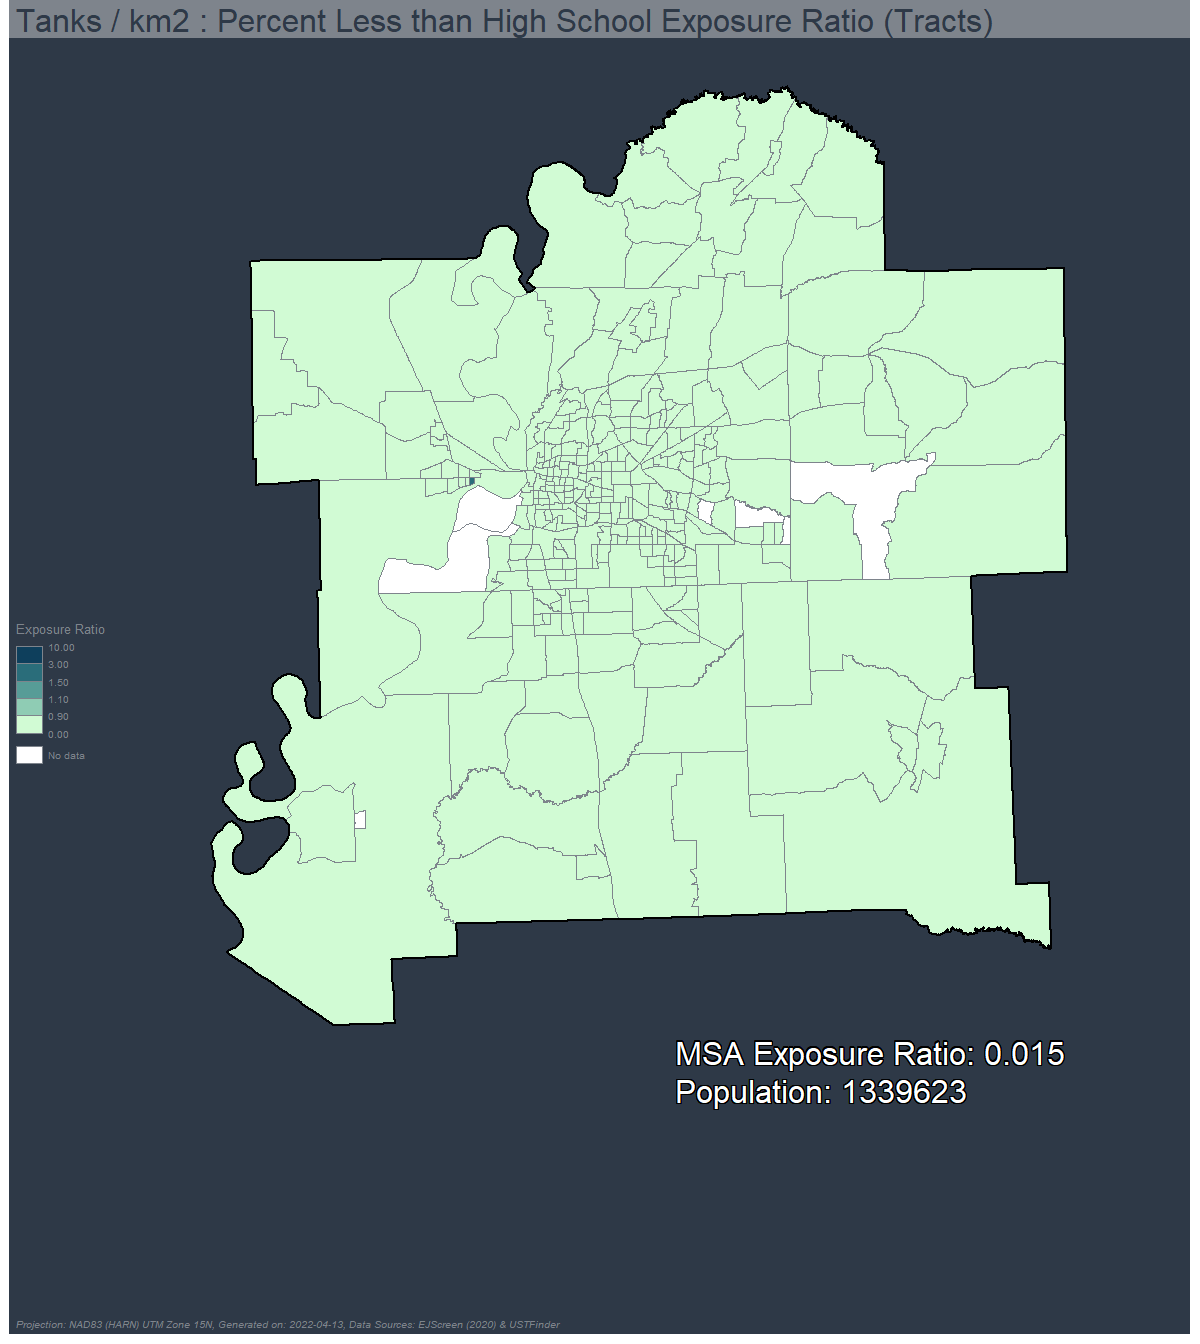 Tanks / km2 : Percent Less than High School Exposure Ratio (Tracts)
Exposure Ratio
10.00
3.00
1.50
1.10
0.90
0.00
No data
MSA Exposure Ratio: 0.015
Population: 1339623
Projection: NAD83 (HARN) UTM Zone 15N, Generated on: 2022-04-13, Data Sources: EJScreen (2020) & USTFinder